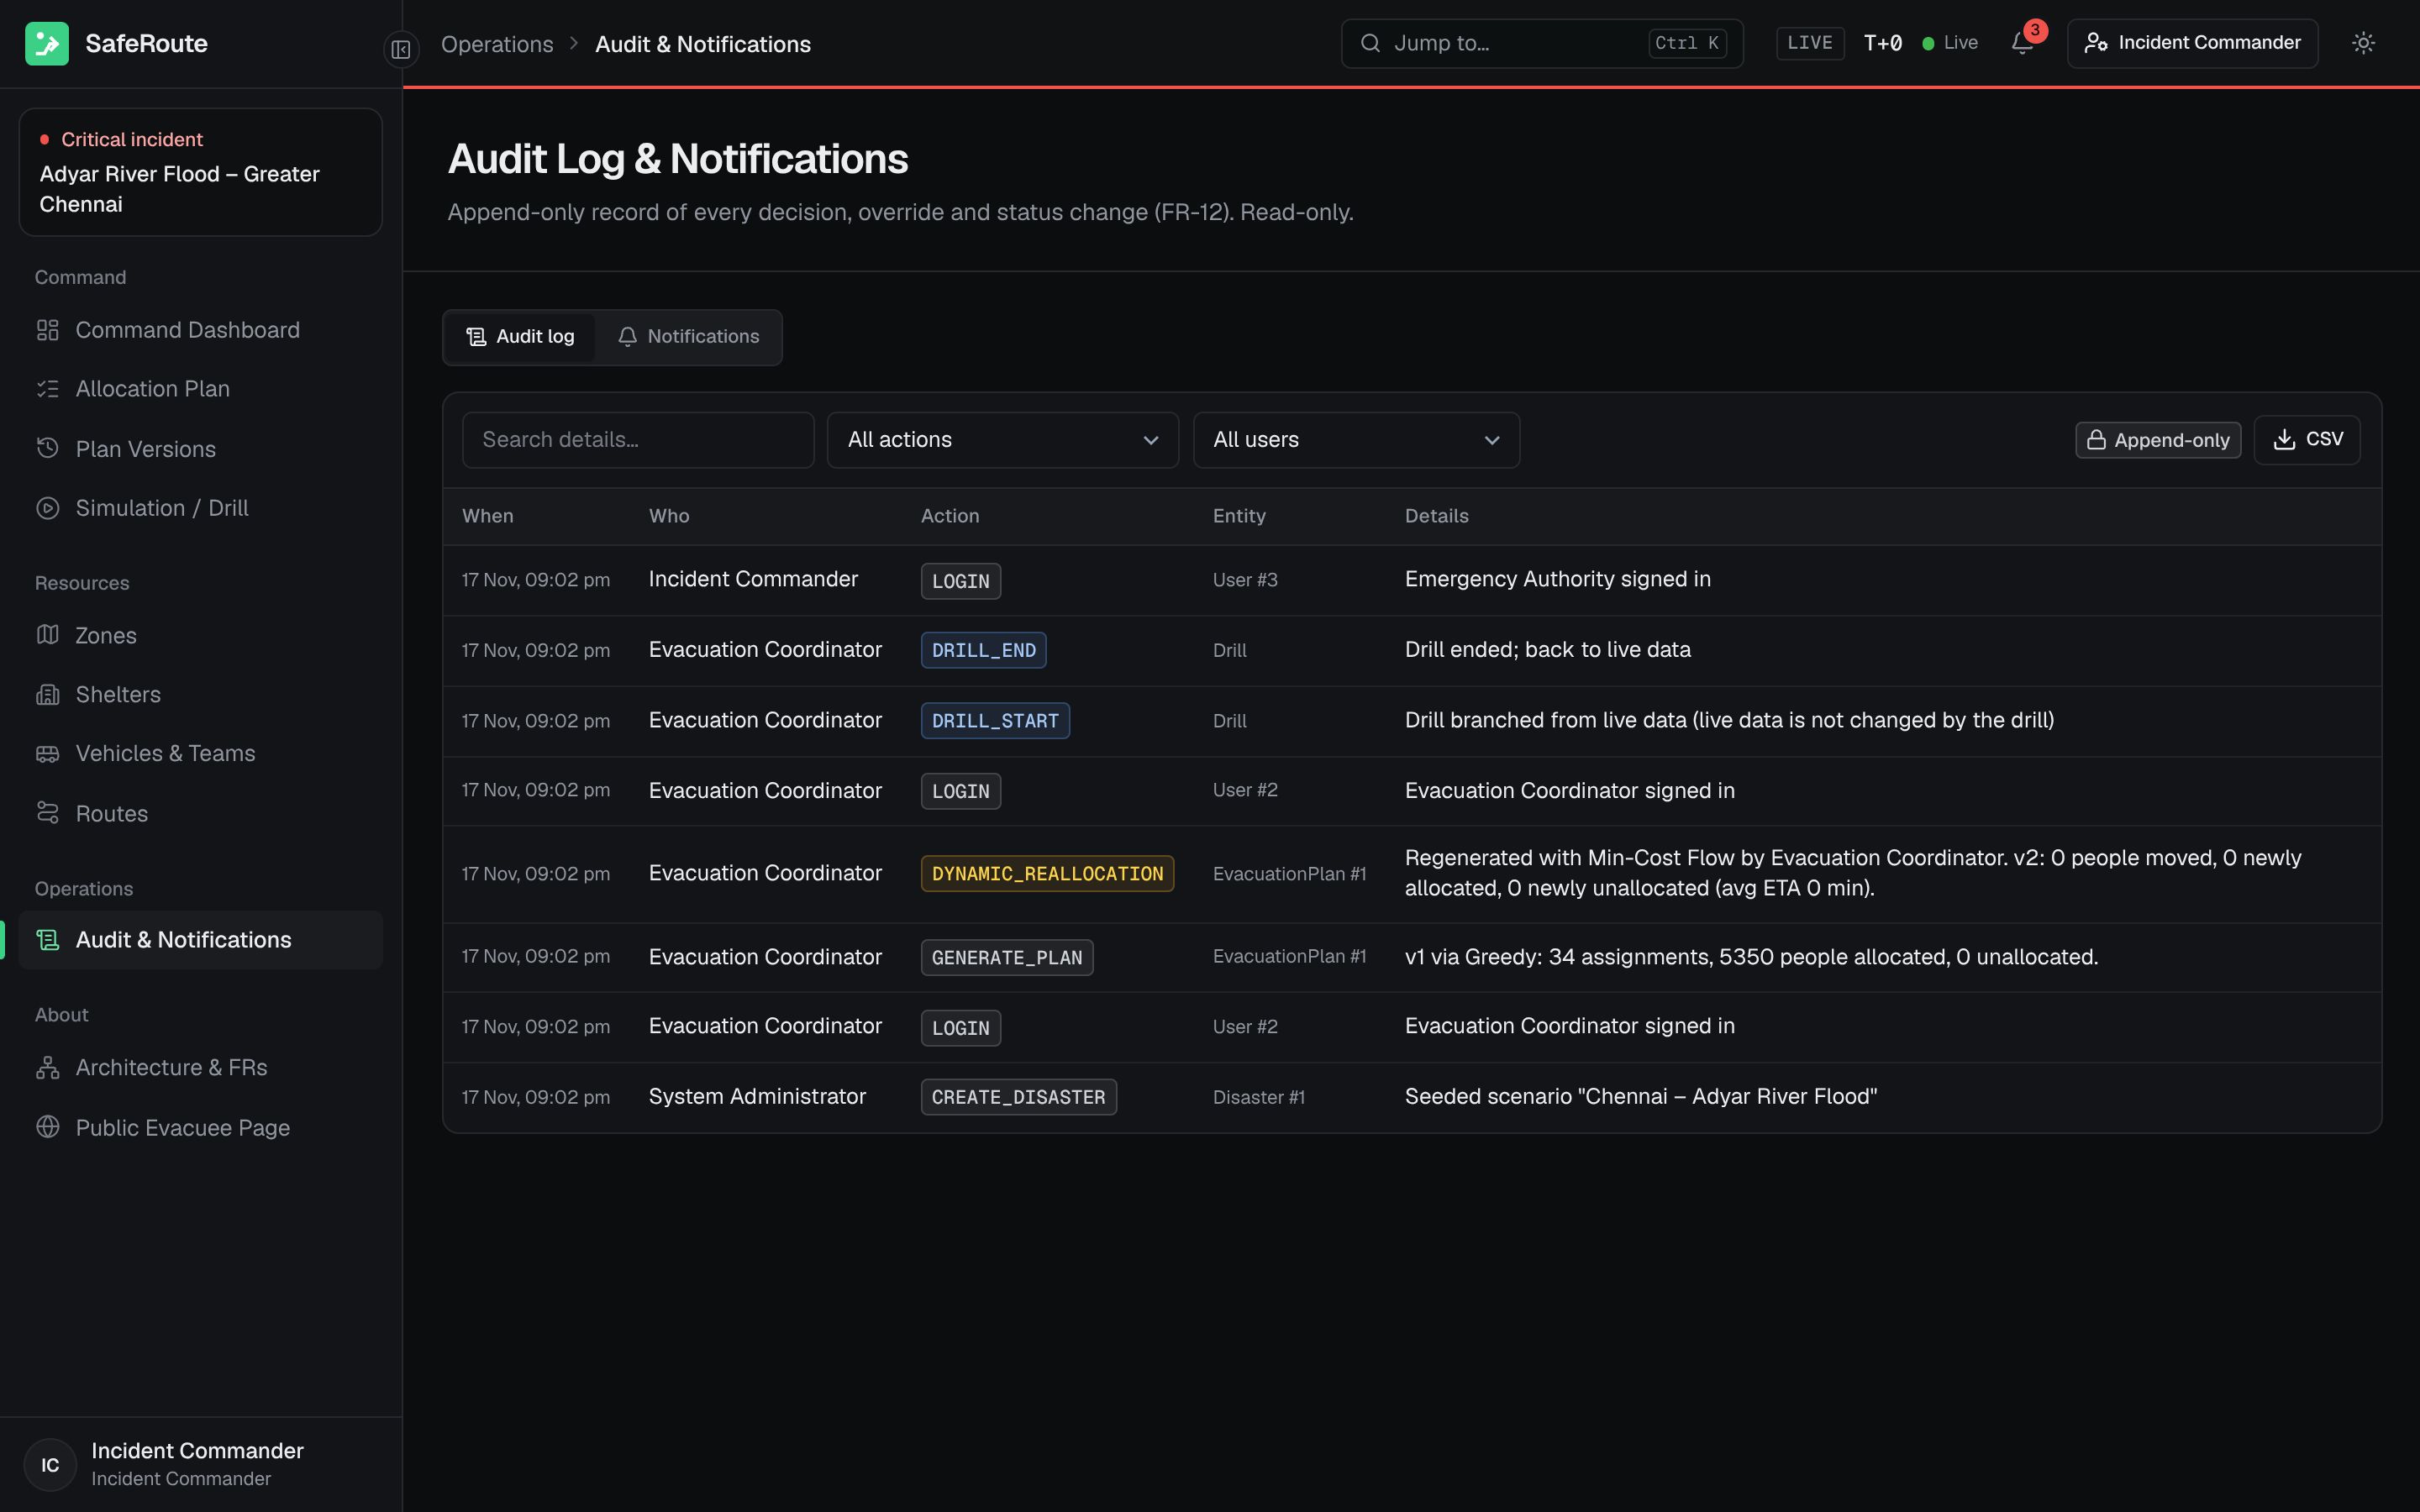 SafeRoute
Operations > Audit & Notifications
Jump to...
Ctrl K
LIVE
T+0
Live
3
Incident Commander
Critical incident
Adyar River Flood – Greater
Chennai
Command
Command Dashboard
Allocation Plan
Plan Versions
Simulation / Drill
Resources
Zones
Shelters
Vehicles & Teams
Routes
Operations
Audit & Notifications
About
Architecture & FRs
Public Evacuee Page
IC
Incident Commander
Incident Commander
Audit Log & Notifications
Append-only record of every decision, override and status change (FR-12). Read-only.
Audit log
Notifications
Search details...
All actions
All users
Append-only
CSV
When Who Action Entity Details
17 Nov, 09:02 pm Incident Commander LOGIN User #3 Emergency Authority signed in
17 Nov, 09:02 pm Evacuation Coordinator DRILL_END Drill Drill ended; back to live data
17 Nov, 09:02 pm Evacuation Coordinator DRILL_START Drill Drill branched from live data (live data is not changed by the drill)
17 Nov, 09:02 pm Evacuation Coordinator LOGIN User #2 Evacuation Coordinator signed in
17 Nov, 09:02 pm Evacuation Coordinator DYNAMIC_REALLOCATION EvacuationPlan #1 Regenerated with Min-Cost Flow by Evacuation Coordinator. v2: 0 people moved, 0 newly
allocated, 0 newly unallocated (avg ETA 0 min).
17 Nov, 09:02 pm Evacuation Coordinator GENERATE_PLAN EvacuationPlan #1 v1 via Greedy: 34 assignments, 5350 people allocated, 0 unallocated.
17 Nov, 09:02 pm Evacuation Coordinator LOGIN User #2 Evacuation Coordinator signed in
17 Nov, 09:02 pm System Administrator CREATE_DISASTER Disaster #1 Seeded scenario "Chennai – Adyar River Flood"